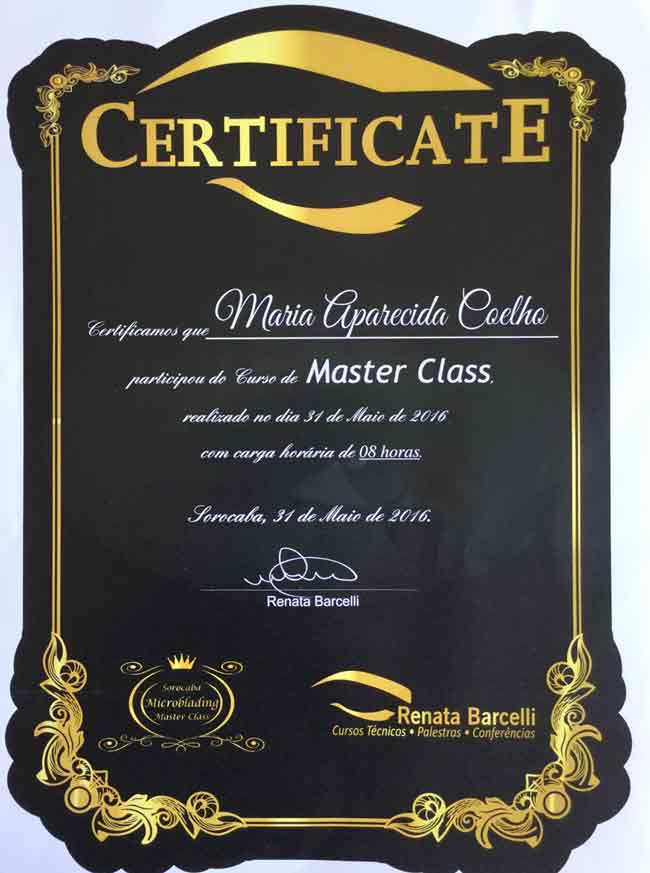 CERTIFICATE
Certificamos que Maria Aparecida Coelho
participou do Curso de Master Class,
realizado no dia 31 de Maio de 2016
com carga horária de 08 horas.
Sorocaba, 31 de Maio de 2016.
Renata Barcelli
Sorocaba
Microblading
Master Class
Renata Barcelli
Cursos Técnicos • Palestras • Conferências